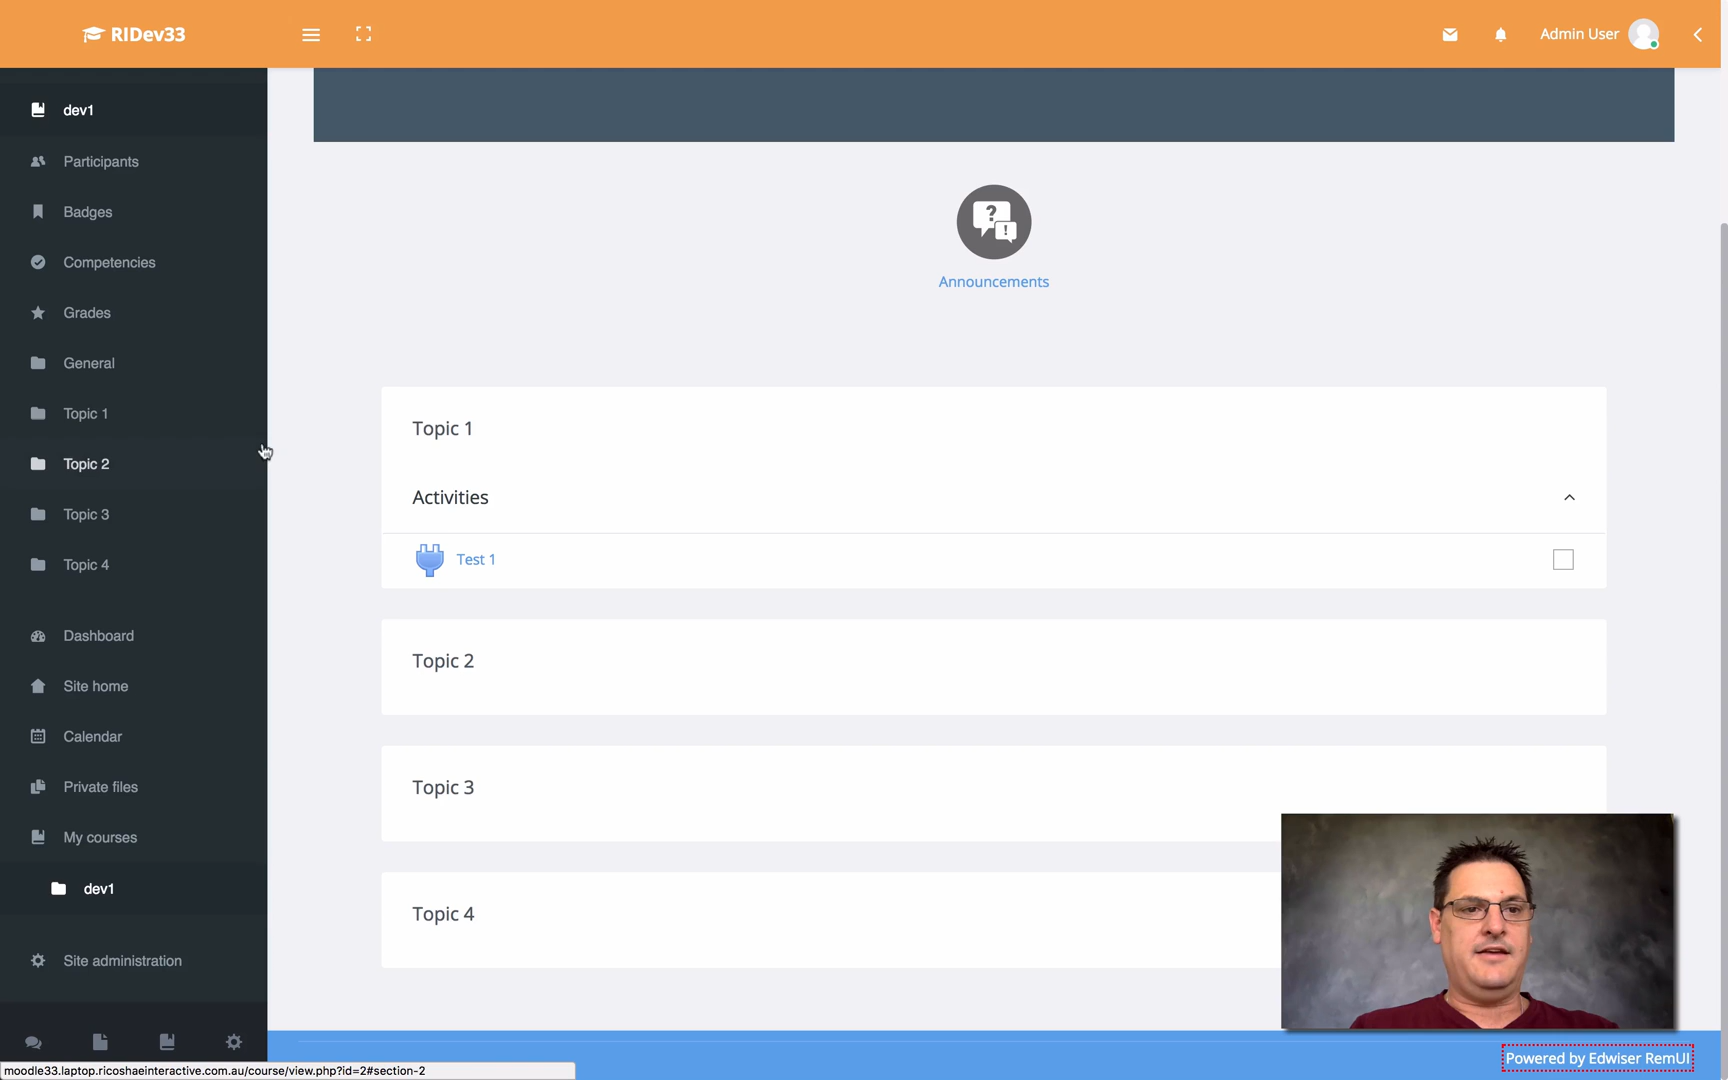 RIDev33
Admin User
dev1
Participants
Badges
Competencies
Grades
General
Topic 1
Topic 2
Topic 3
Topic 4
Dashboard
Site home
Calendar
Private files
My courses
dev1
Site administration
Announcements
Topic 1
Activities
Test 1
Topic 2
Topic 3
Topic 4
Powered by Edwiser RemUI
moodle33.laptop.ricoshaeinteractive.com.au/course/view.php?id=2#section-2